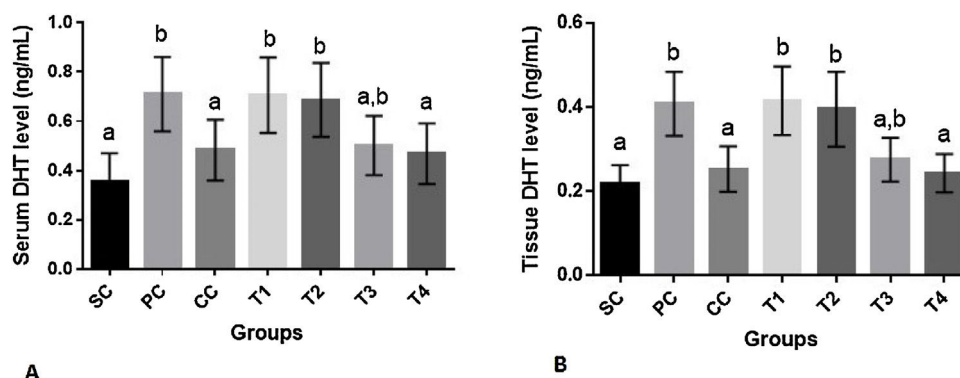 Serum DHT level (ng/mL)
1.0
0.8
0.6
0.4
0.2
0.0
a
b
a
b
b
a,b
a
SC
PC
CC
T1
T2
T3
T4
Groups
A
Tissue DHT level (ng/mL)
0.6
0.4
0.2
0.0
a
b
a
b
b
a,b
a
SC
PC
CC
T1
T2
T3
T4
Groups
B